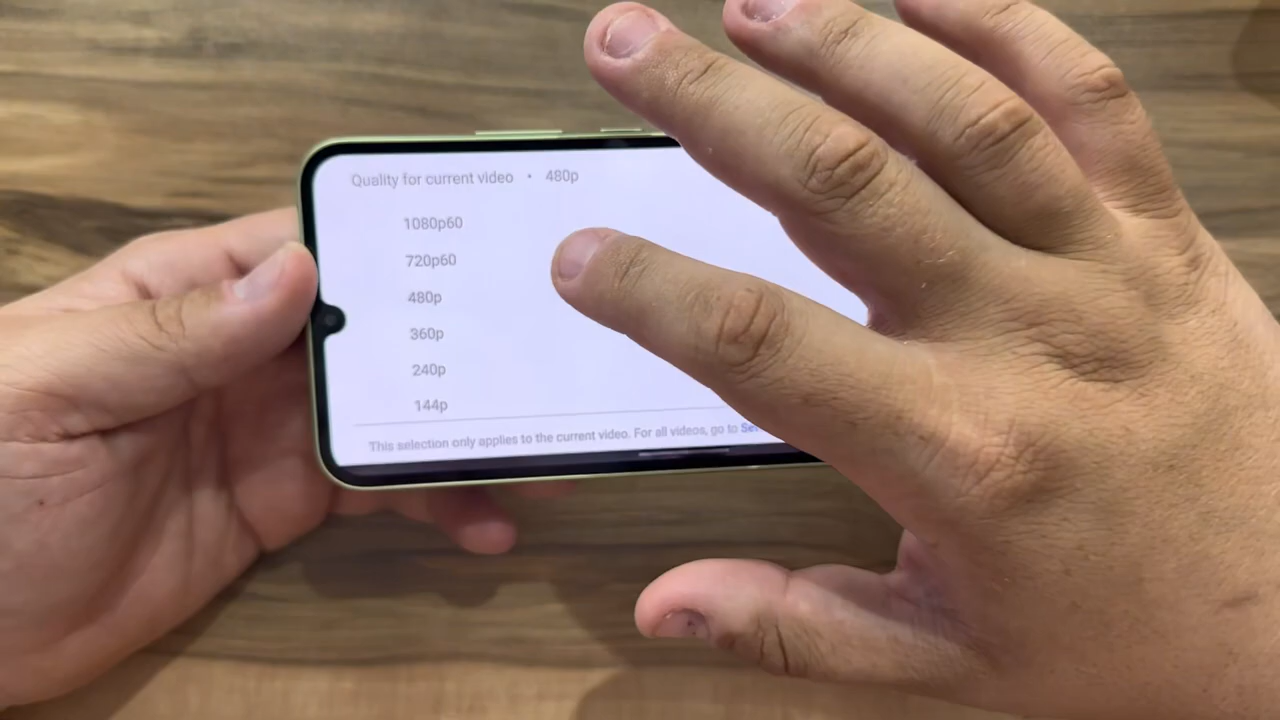 Quality for current video • 480p
1080p60
720p60
480p
360p
240p
144p
This selection only applies to the current video. For all videos, go to